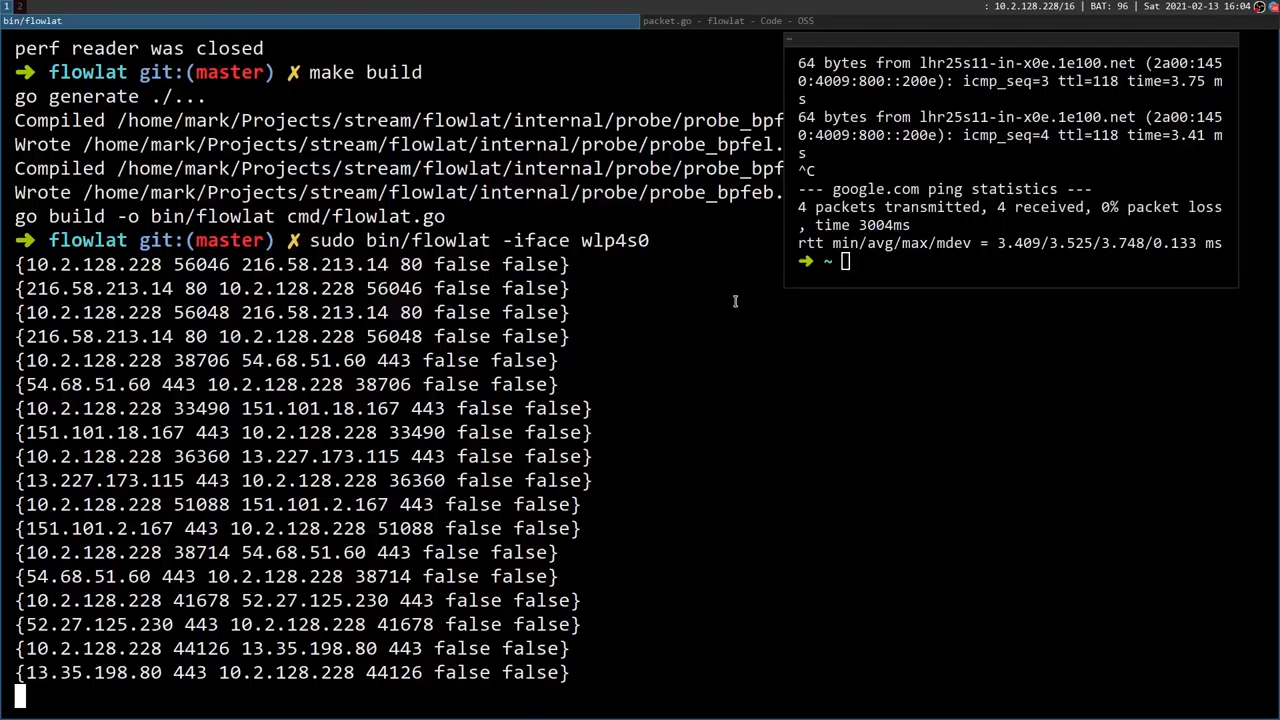 1 2
: 10.2.128.228/16 | BAT: 96 | Sat 2021-02-13 16:04
bin/flowlat
packet.go - flowlat - Code - OSS
perf reader was closed
➜ flowlat git:(master) ✗ make build
go generate ./...
Compiled /home/mark/Projects/stream/flowlat/internal/probe/probe_bpf
Wrote /home/mark/Projects/stream/flowlat/internal/probe/probe_bpfel.
Compiled /home/mark/Projects/stream/flowlat/internal/probe/probe_bpf
Wrote /home/mark/Projects/stream/flowlat/internal/probe/probe_bpfeb.
go build -o bin/flowlat cmd/flowlat.go
➜ flowlat git:(master) ✗ sudo bin/flowlat -iface wlp4s0
{10.2.128.228 56046 216.58.213.14 80 false false}
{216.58.213.14 80 10.2.128.228 56046 false false}
{10.2.128.228 56048 216.58.213.14 80 false false}
{216.58.213.14 80 10.2.128.228 56048 false false}
{10.2.128.228 38706 54.68.51.60 443 false false}
{54.68.51.60 443 10.2.128.228 38706 false false}
{10.2.128.228 33490 151.101.18.167 443 false false}
{151.101.18.167 443 10.2.128.228 33490 false false}
{10.2.128.228 36360 13.227.173.115 443 false false}
{13.227.173.115 443 10.2.128.228 36360 false false}
{10.2.128.228 51088 151.101.2.167 443 false false}
{151.101.2.167 443 10.2.128.228 51088 false false}
{10.2.128.228 38714 54.68.51.60 443 false false}
{54.68.51.60 443 10.2.128.228 38714 false false}
{10.2.128.228 41678 52.27.125.230 443 false false}
{52.27.125.230 443 10.2.128.228 41678 false false}
{10.2.128.228 44126 13.35.198.80 443 false false}
{13.35.198.80 443 10.2.128.228 44126 false false}
~
64 bytes from lhr25s11-in-x0e.1e100.net (2a00:145
0:4009:800::200e): icmp_seq=3 ttl=118 time=3.75 m
s
64 bytes from lhr25s11-in-x0e.1e100.net (2a00:145
0:4009:800::200e): icmp_seq=4 ttl=118 time=3.41 m
s
^C
--- google.com ping statistics ---
4 packets transmitted, 4 received, 0% packet loss
, time 3004ms
rtt min/avg/max/mdev = 3.409/3.525/3.748/0.133 ms
➜ ~